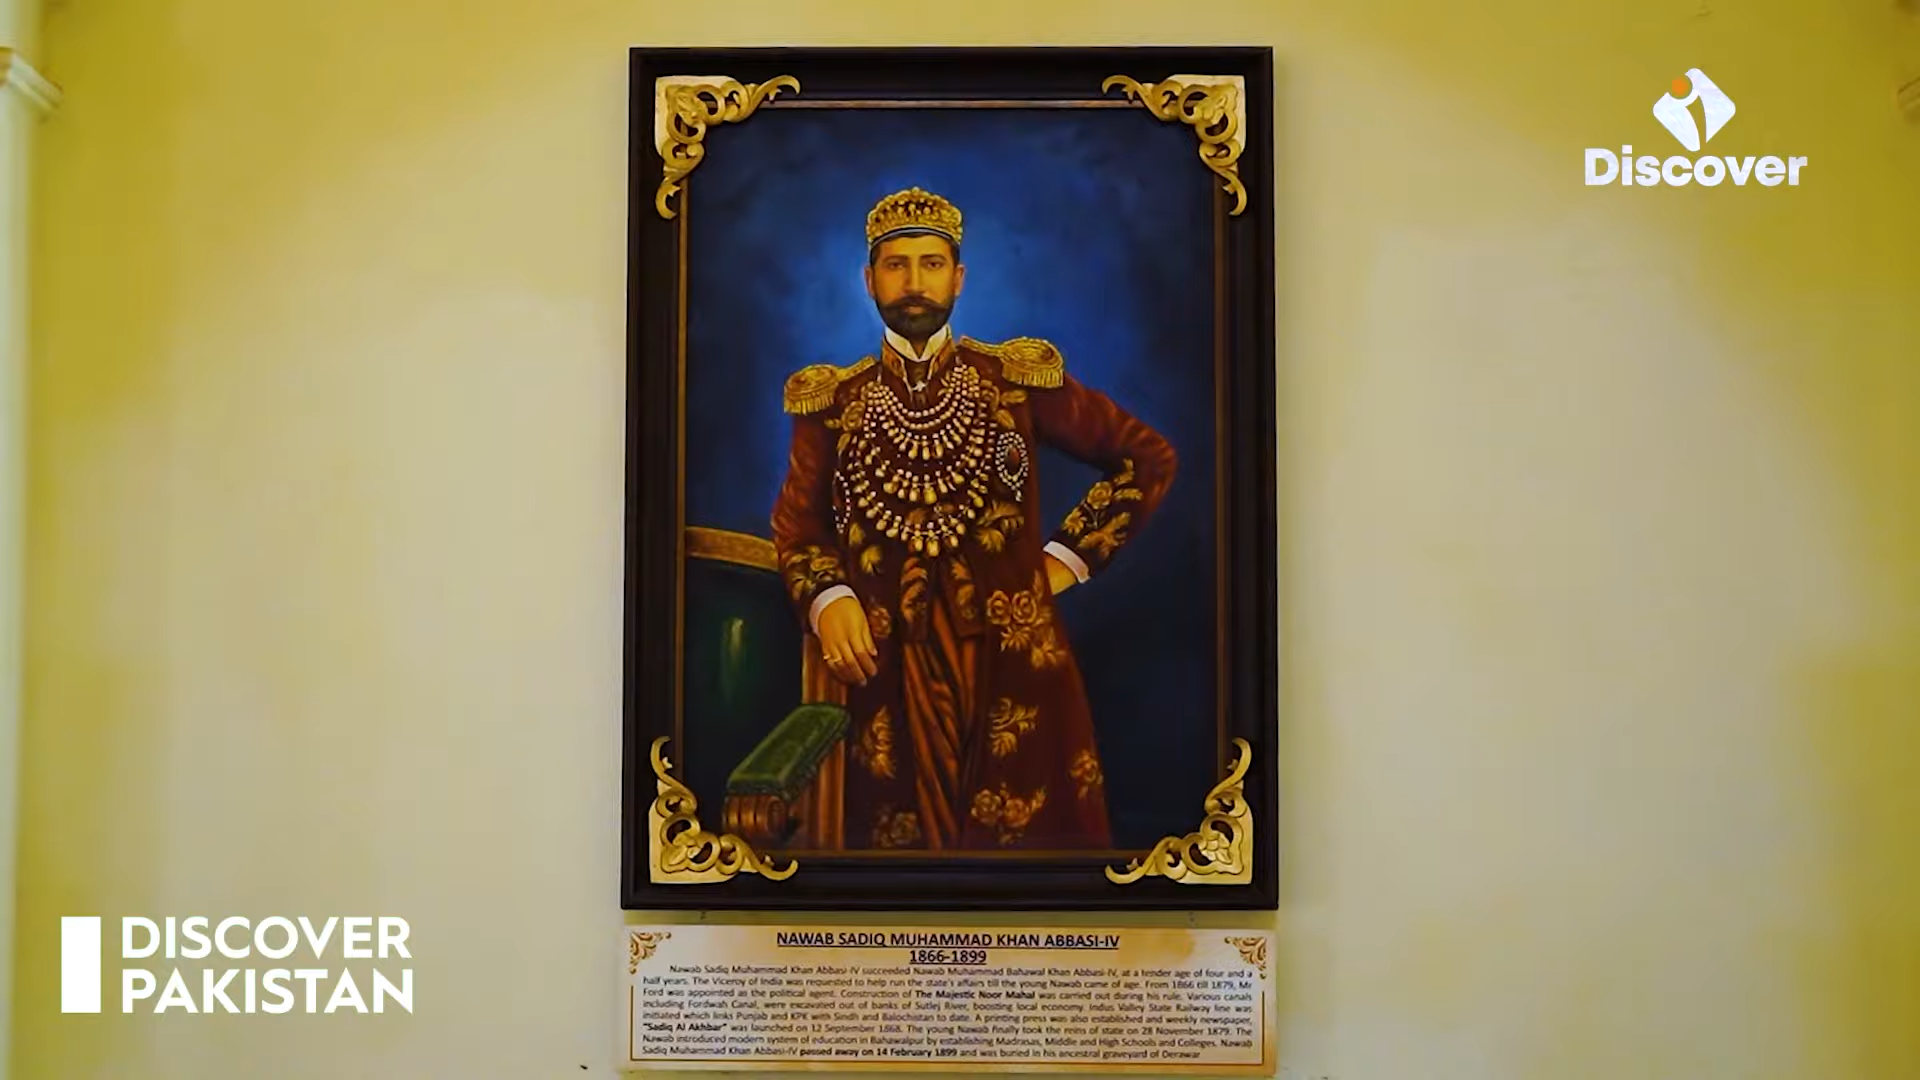 Discover
NAWAB SADIQ MUHAMMAD KHAN ABBASI-IV
1866-1899
Nawab Sadiq Muhammad Khan Abbasi-IV succeeded Nawab Muhammad Bahawal Khan Abbasi-IV, at a tender age of four and a
half years. The Viceroy of India was requested to help run the state's affairs till the young Nawab came of age. From 1866 till 1879, Mr
Ford was appointed as the political agent. Construction of The Majestic Noor Mahal was carried out during his rule. Various canals
including Fordwah Canal, were excavated out of banks of Sutlej River, boosting local economy. Indus Valley State Railway line was
initiated which links Punjab and KPK with Sindh and Balochistan to date. A printing press was also established and weekly newspaper,
"Sadiq Al Akhbar" was launched on 12 September 1868. The young Nawab finally took the reins of state on 28 November 1879. The
Nawab introduced modern system of education in Bahawalpur by establishing Madrasas, Middle and High Schools and Colleges. Nawab
Sadiq Muhammad Khan Abbasi-IV passed away on 14 February 1899 and was buried in his ancestral graveyard of Derawar
DISCOVER
PAKISTAN